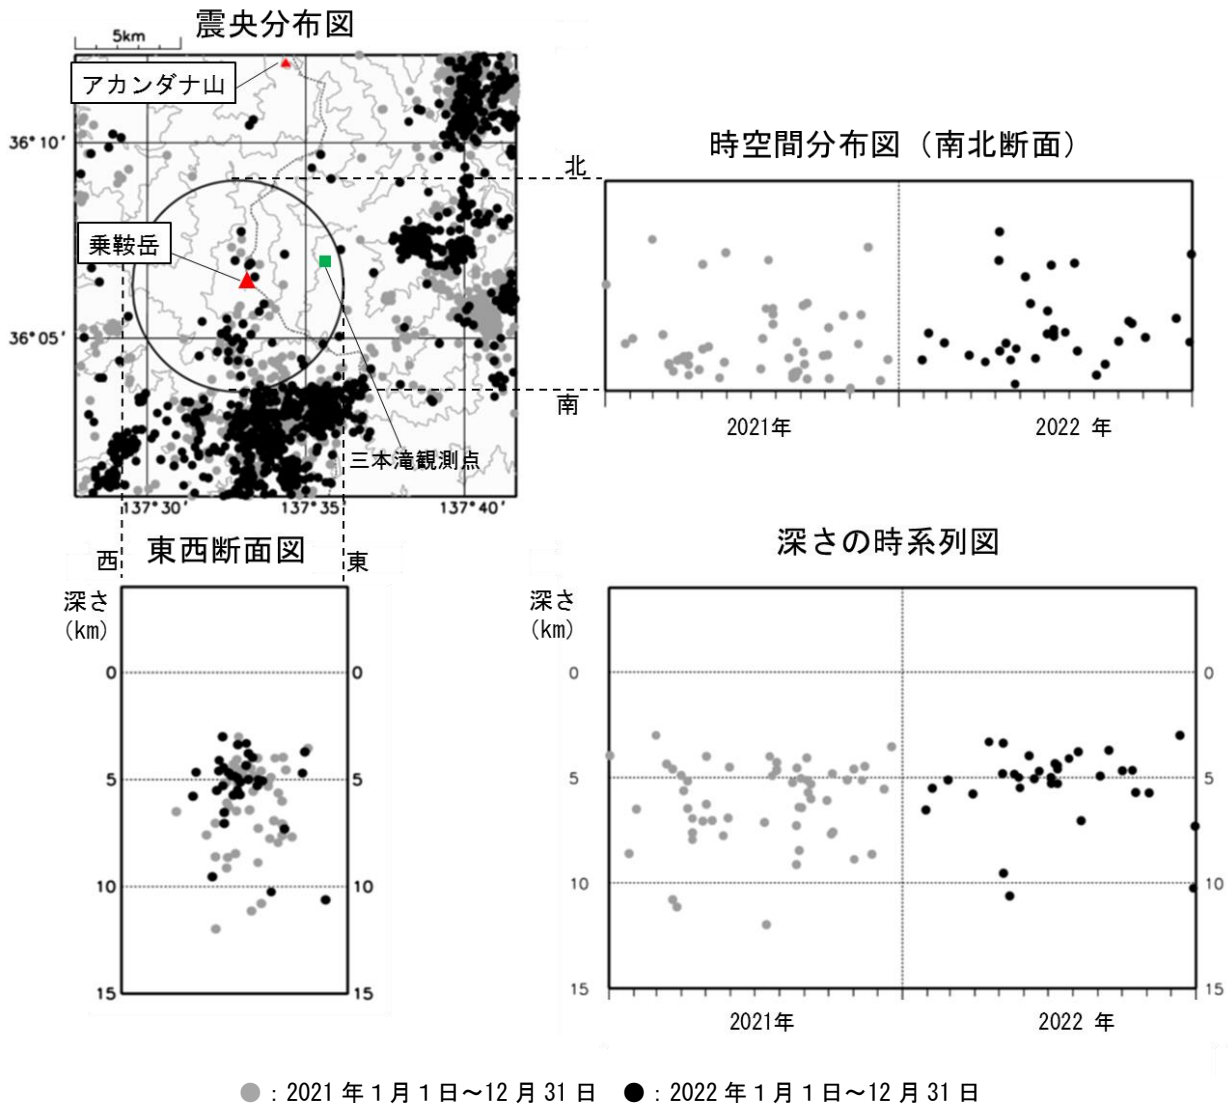 震央分布図
5km
アカンダナ山
36°10′
乗鞍岳
36°05′
三本滝観測点
137°30′
137°35′
137°40′
北
南
時空間分布図（南北断面）
2021年
2022 年
西
東西断面図
東
深さ
(km)
0
0
5
5
10
10
15
15
深さの時系列図
深さ
(km)
0
0
5
5
10
10
15
15
2021年
2022 年
●：2021 年１月１日～12 月 31 日 ●：2022 年１月１日～12 月 31 日